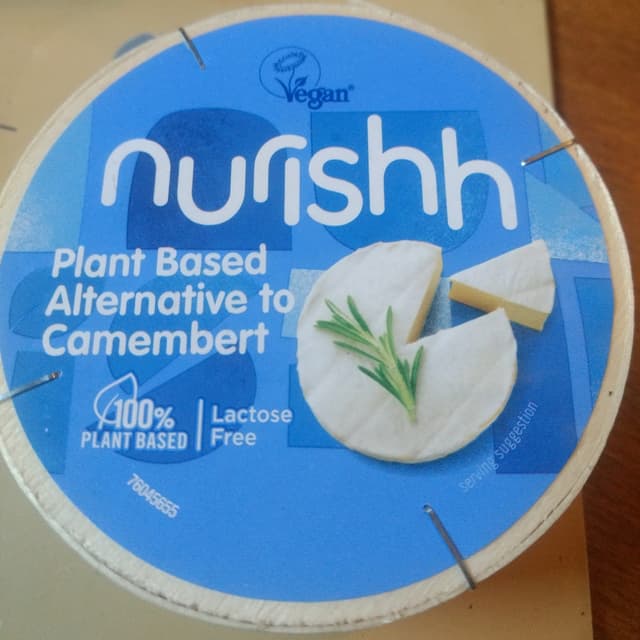 Vegan®
nurishh
Plant Based
Alternative to
Camembert
100%
PLANT BASED
Lactose
Free
Serving Suggestion
76045655